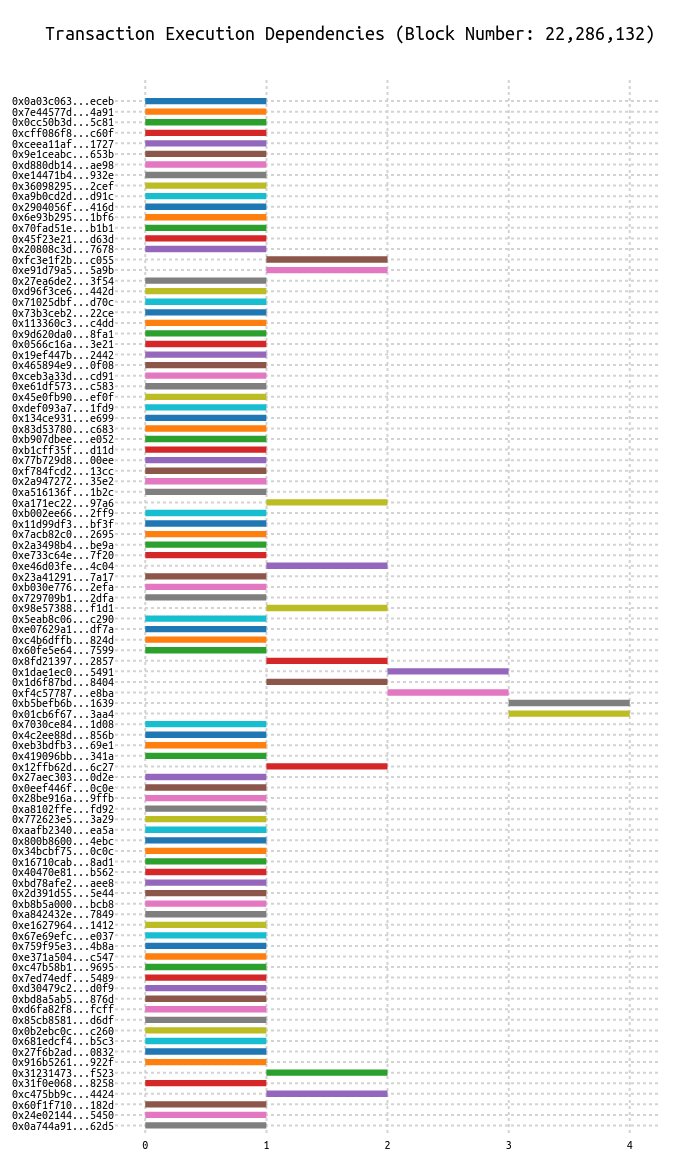 Transaction Execution Dependencies (Block Number: 22,286,132)
0x0a03c063...eceb
0x7e44577d...4a91
0x0cc50b3d...5c81
0xcff086f8...c60f
0xceea11af...1727
0x9e1ceabc...653b
0xd880db14...ae98
0xe14471b4...932e
0x36098295...2cef
0xa9b0cd2d...d91c
0x2904056f...416d
0x6e93b295...1bf6
0x70fad51e...b1b1
0x45f23e21...d63d
0x20808c3d...7678
0xfc3e1f2b...c055
0xe91d79a5...5a9b
0x27ea6de2...3f54
0xd96f3ce6...442d
0x71025dbf...d70c
0x73b3ceb2...22ce
0x113360c3...c4dd
0x9d620da0...8fa1
0x0566c16a...3e21
0x19ef447b...2442
0x465894e9...0f08
0xceb3a33d...cd91
0xe61df573...c583
0x45e0fb90...ef0f
0xdef093a7...1fd9
0x134ce931...e699
0x83d53780...c683
0xb907dbee...e052
0xb1cff35f...d11d
0x77b729d8...00ee
0xf784fcd2...13cc
0x2a947272...35e2
0xa516136f...1b2c
0xa171ec22...97a6
0xb002ee66...2ff9
0x11d99df3...bf3f
0x7acb82c0...2695
0x2a3498b4...be9a
0xe733c64e...7f20
0xe46d03fe...4c04
0x23a41291...7a17
0xb030e776...2efa
0x729709b1...2dfa
0x98e57388...f1d1
0x5eab8c06...c290
0xe07629a1...df7a
0xc4b6dffb...824d
0x60fe5e64...7599
0x8fd21397...2857
0x1dae1ec0...5491
0x1d6f87bd...8404
0xf4c57787...e8ba
0xb5befb6b...1639
0x01cb6f67...3aa4
0x7030ce84...1d08
0x4c2ee88d...856b
0xeb3bdfb3...69e1
0x419096bb...341a
0x12ffb62d...6c27
0x27aec303...0d2e
0x0eef446f...0c0e
0x28be916a...9ffb
0xa8102ffe...fd92
0x772623e5...3a29
0xaafb2340...ea5a
0x800b8600...4ebc
0x34bcbf75...0c0c
0x16710cab...8ad1
0x40470e81...b562
0xbd78afe2...aee8
0x2d391d55...5e44
0xb8b5a000...bcb8
0xa842432e...7849
0xe1627964...1412
0x67e69efc...e037
0x759f95e3...4b8a
0xe371a504...c547
0xc47b58b1...9695
0x7ed74edf...5489
0xd30479c2...d0f9
0xbd8a5ab5...876d
0xd6fa82f8...fcff
0x85cb8581...d6df
0x0b2ebc0c...c260
0x681edcf4...b5c3
0x27f6b2ad...0832
0x916b5261...922f
0x31231473...f523
0x31f0e068...8258
0xc475bb9c...4424
0x60f1f710...182d
0x24e02144...5450
0x0a744a91...62d5
0 1 2 3 4